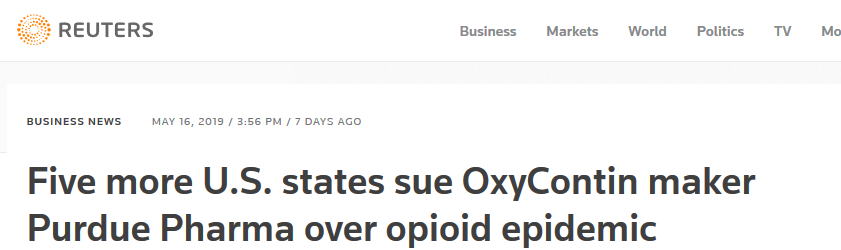 REUTERS
Business Markets World Politics TV Mo
BUSINESS NEWS MAY 16, 2019 / 3:56 PM / 7 DAYS AGO
Five more U.S. states sue OxyContin maker
Purdue Pharma over opioid epidemic